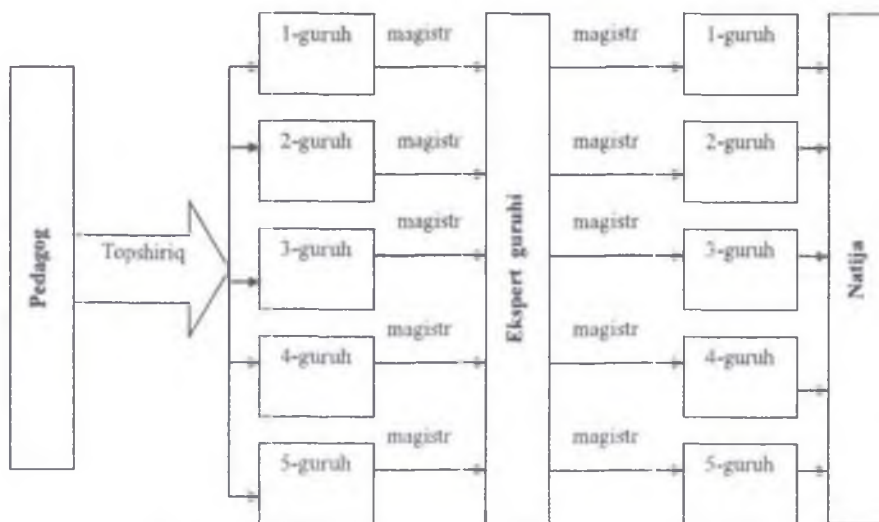 Pedagog
Topshiriq
1-guruh
2-guruh
3-guruh
4-guruh
5-guruh
magistr
magistr
magistr
magistr
magistr
Ekspert guruhi
magistr
magistr
magistr
magistr
magistr
1-guruh
2-guruh
3-guruh
4-guruh
5-guruh
Natija